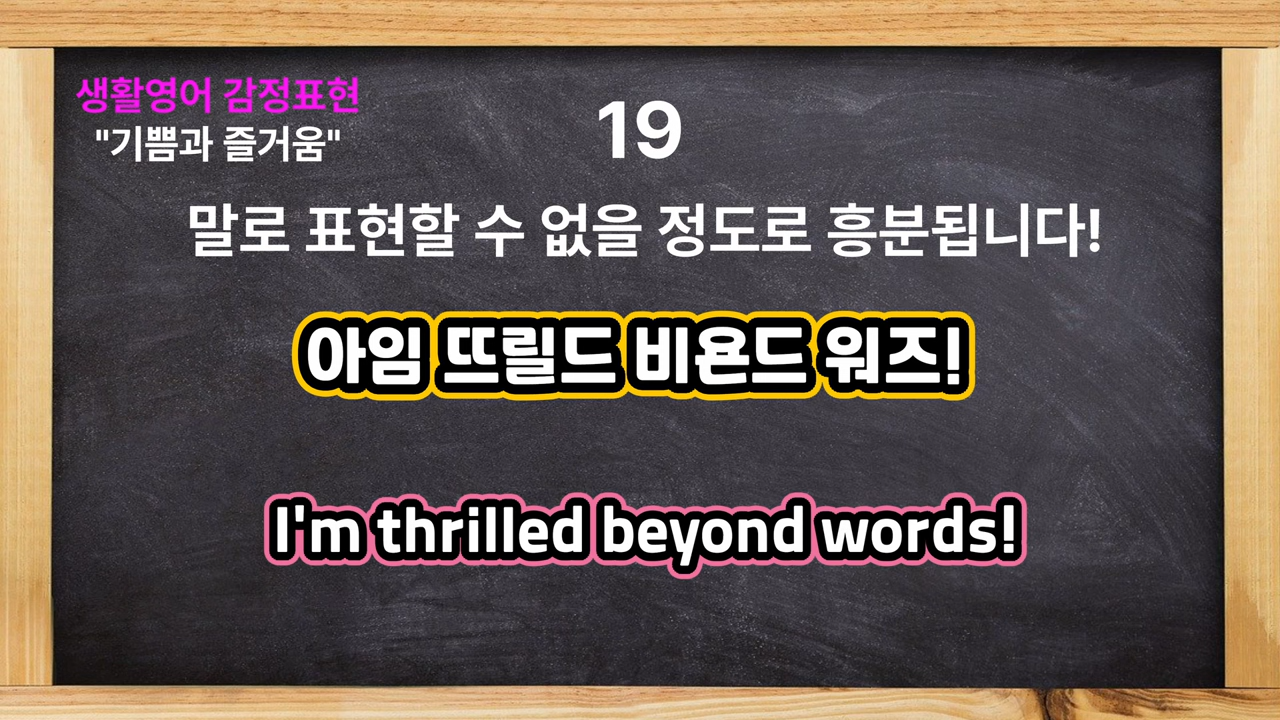 생활영어 감정표현
"기쁨과 즐거움"
19
말로 표현할 수 없을 정도로 흥분됩니다!
아임 뜨릴드 비욘드 워즈!
I'm thrilled beyond words!